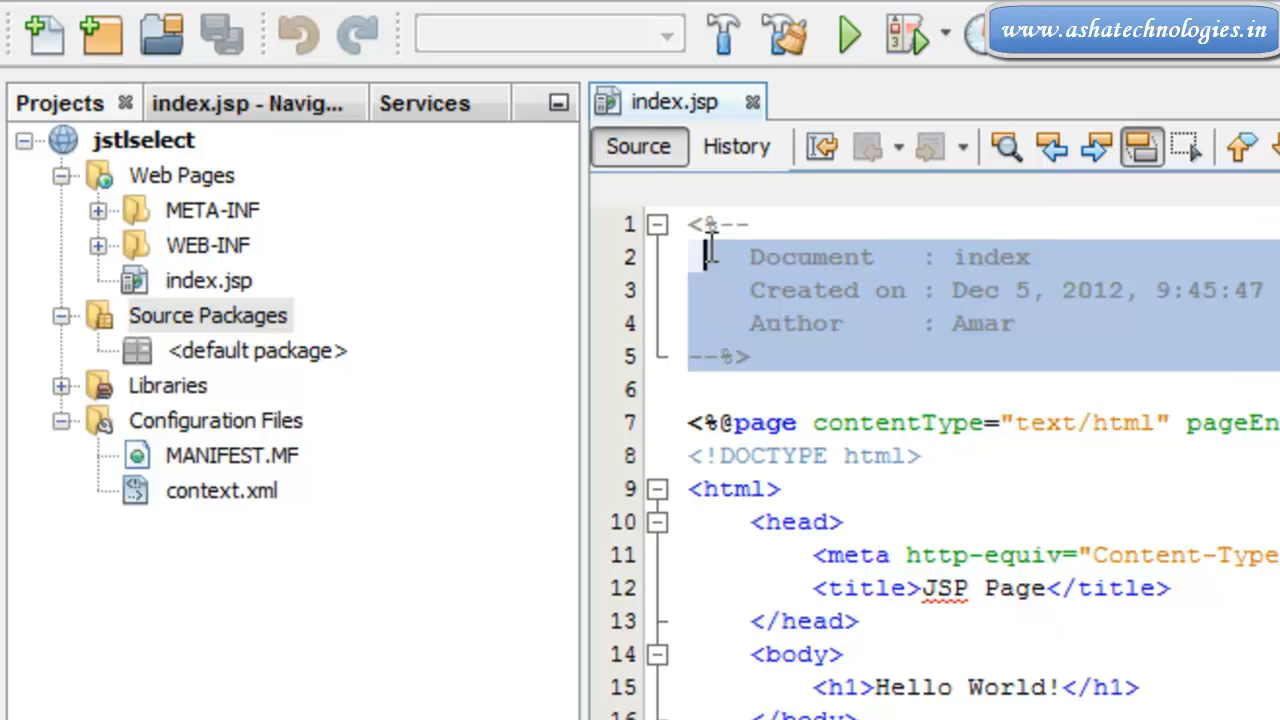 www.ashatechnologies.in
Projects
index.jsp - Navig...
Services
index.jsp
jstlselect
Web Pages
META-INF
WEB-INF
index.jsp
Source Packages
<default package>
Libraries
Configuration Files
MANIFEST.MF
context.xml
Source
History
1 <%--
2 Document : index
3 Created on : Dec 5, 2012, 9:45:47
4 Author : Amar
5 --%>
6
7 <%@page contentType="text/html" pageEn
8 <!DOCTYPE html>
9 <html>
10 <head>
11 <meta http-equiv="Content-Type
12 <title>JSP Page</title>
13 </head>
14 <body>
15 <h1>Hello World!</h1>
16 </body>